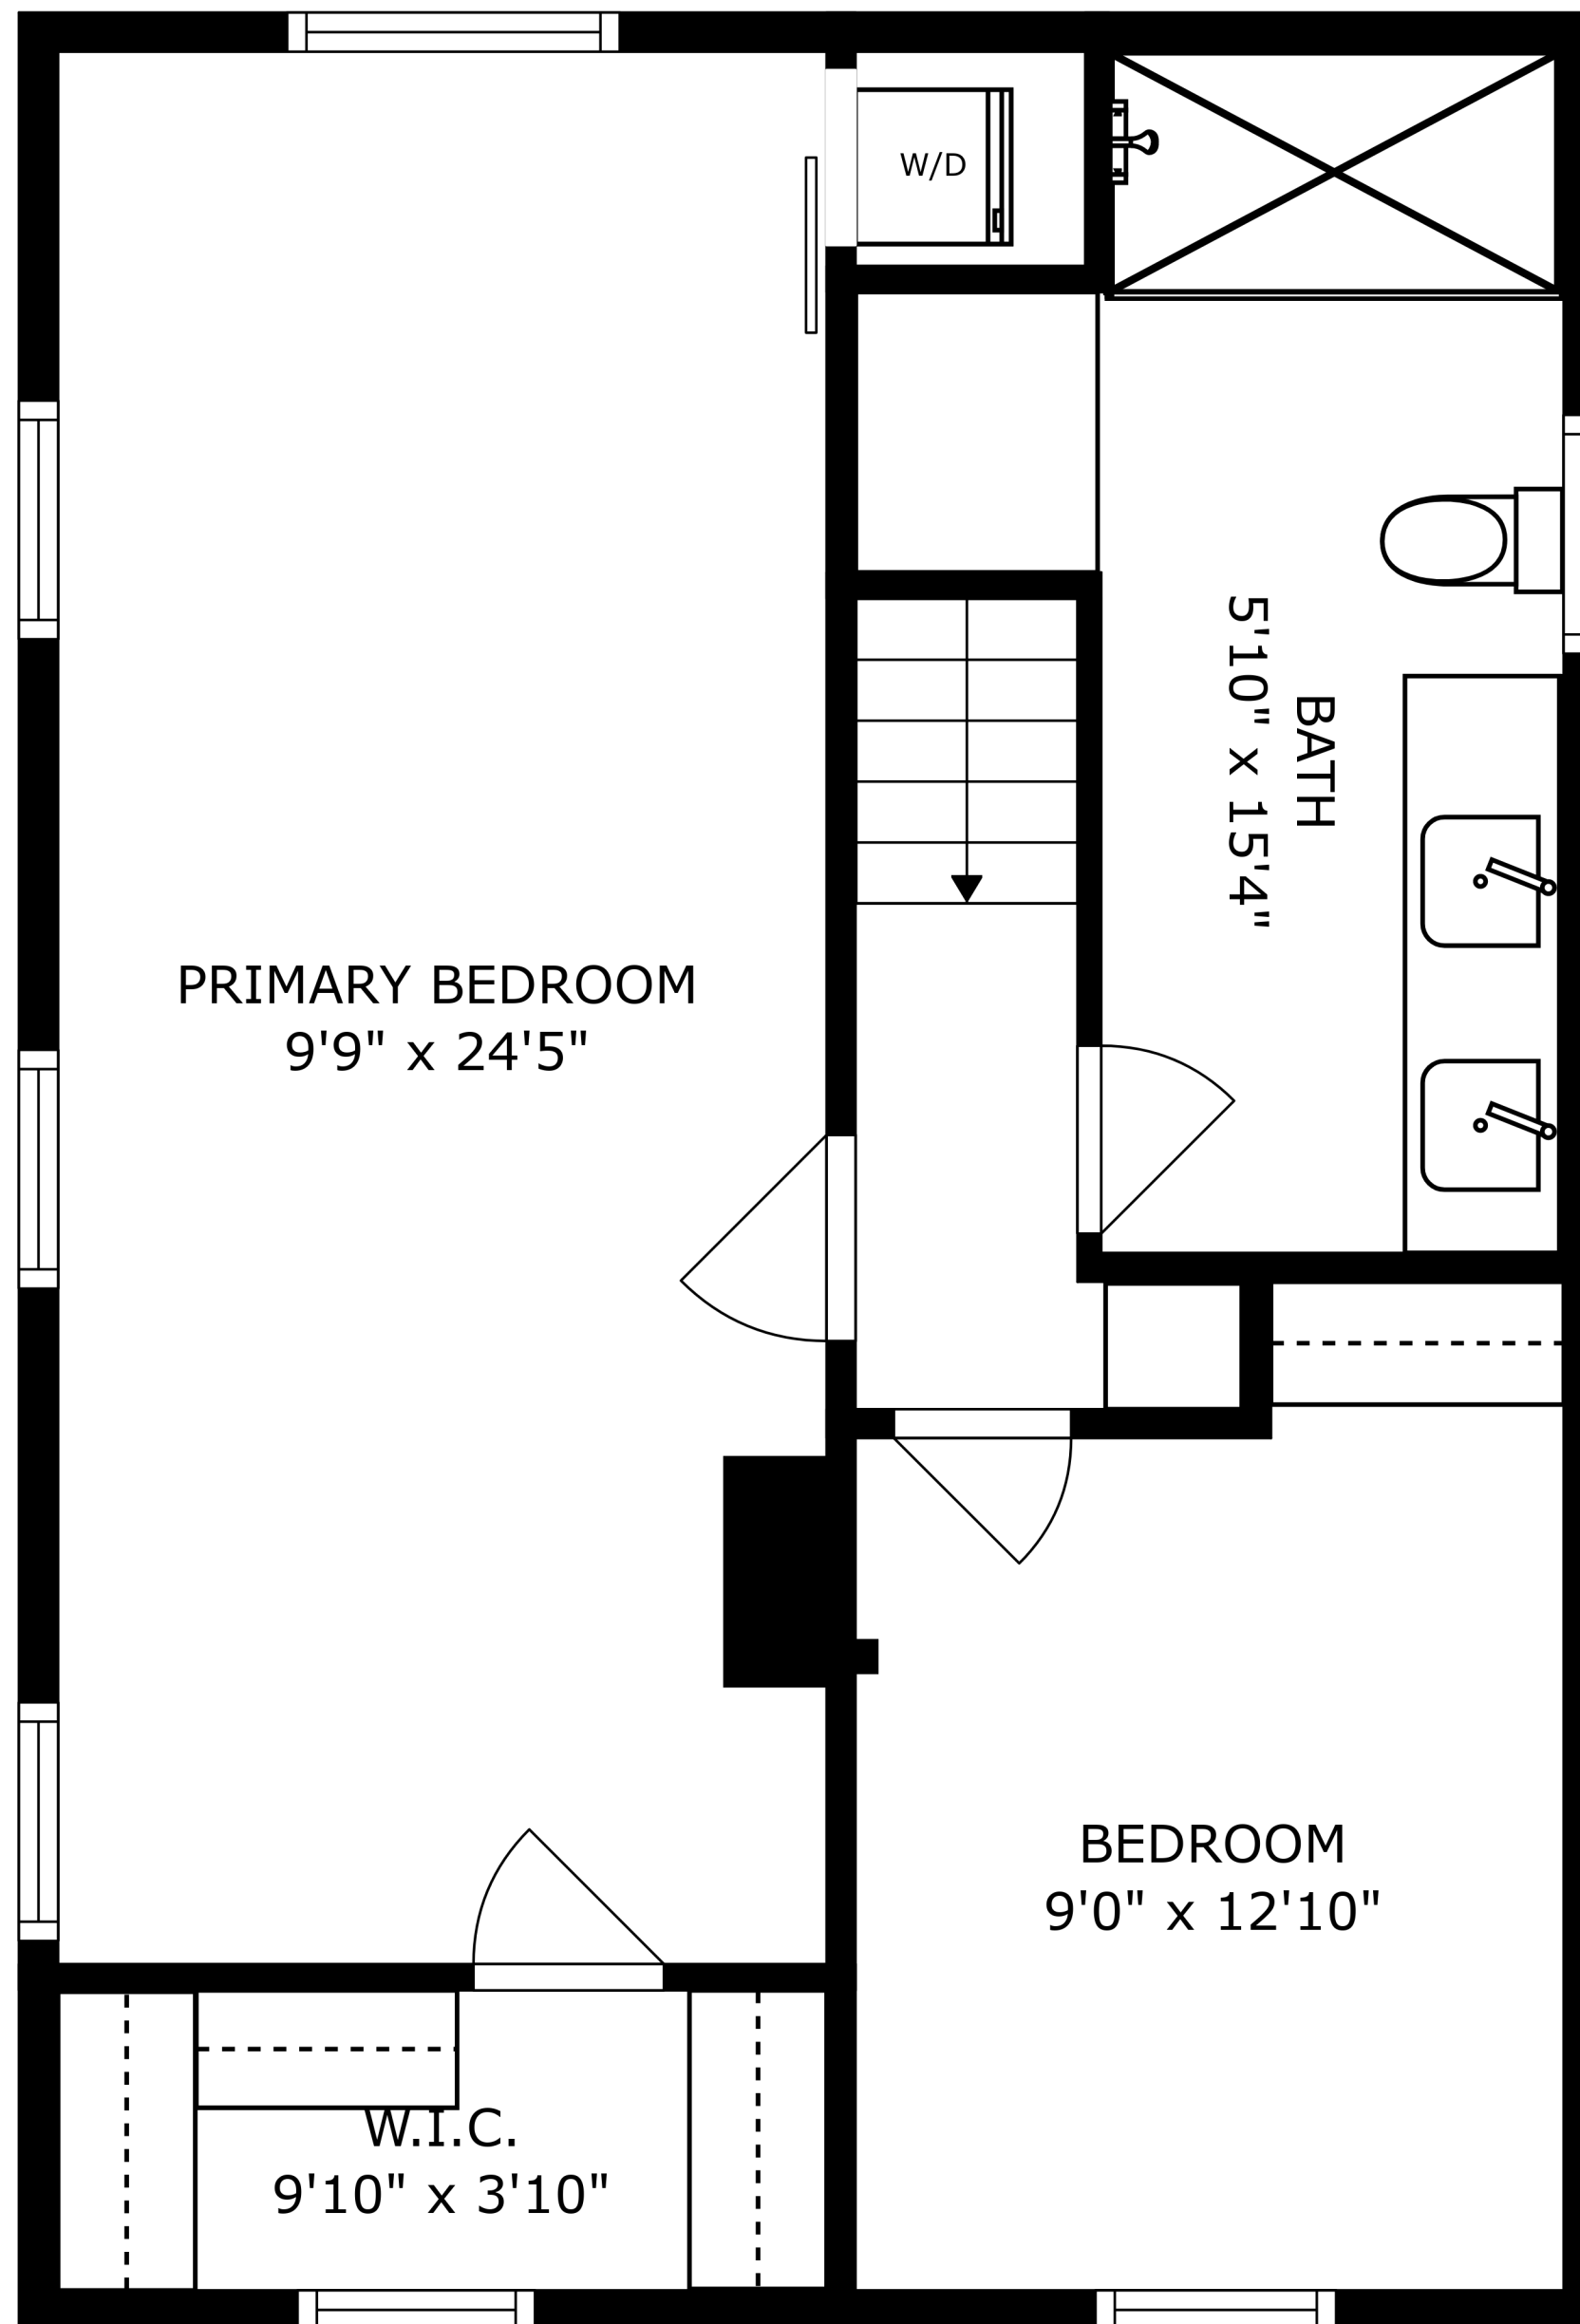 W/D
BATH
5'10" x 15'4"
PRIMARY BEDROOM
9'9" x 24'5"
BEDROOM
9'0" x 12'10"
W.I.C.
9'10" x 3'10"